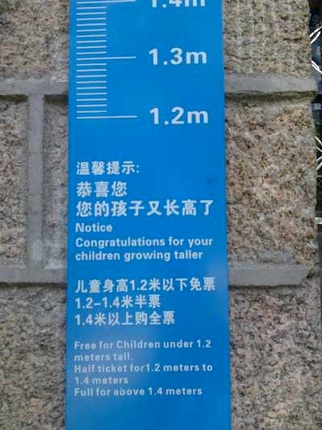 1.4m
1.3m
1.2m
温馨提示:
恭喜您
您的孩子又长高了
Notice
Congratulations for your
children growing taller
儿童身高1.2米以下免票
1.2-1.4米半票
1.4米以上购全票
Free for Children under 1.2
meters tall.
Half ticket for1.2 meters to
1.4 meters
Full for above 1.4 meters